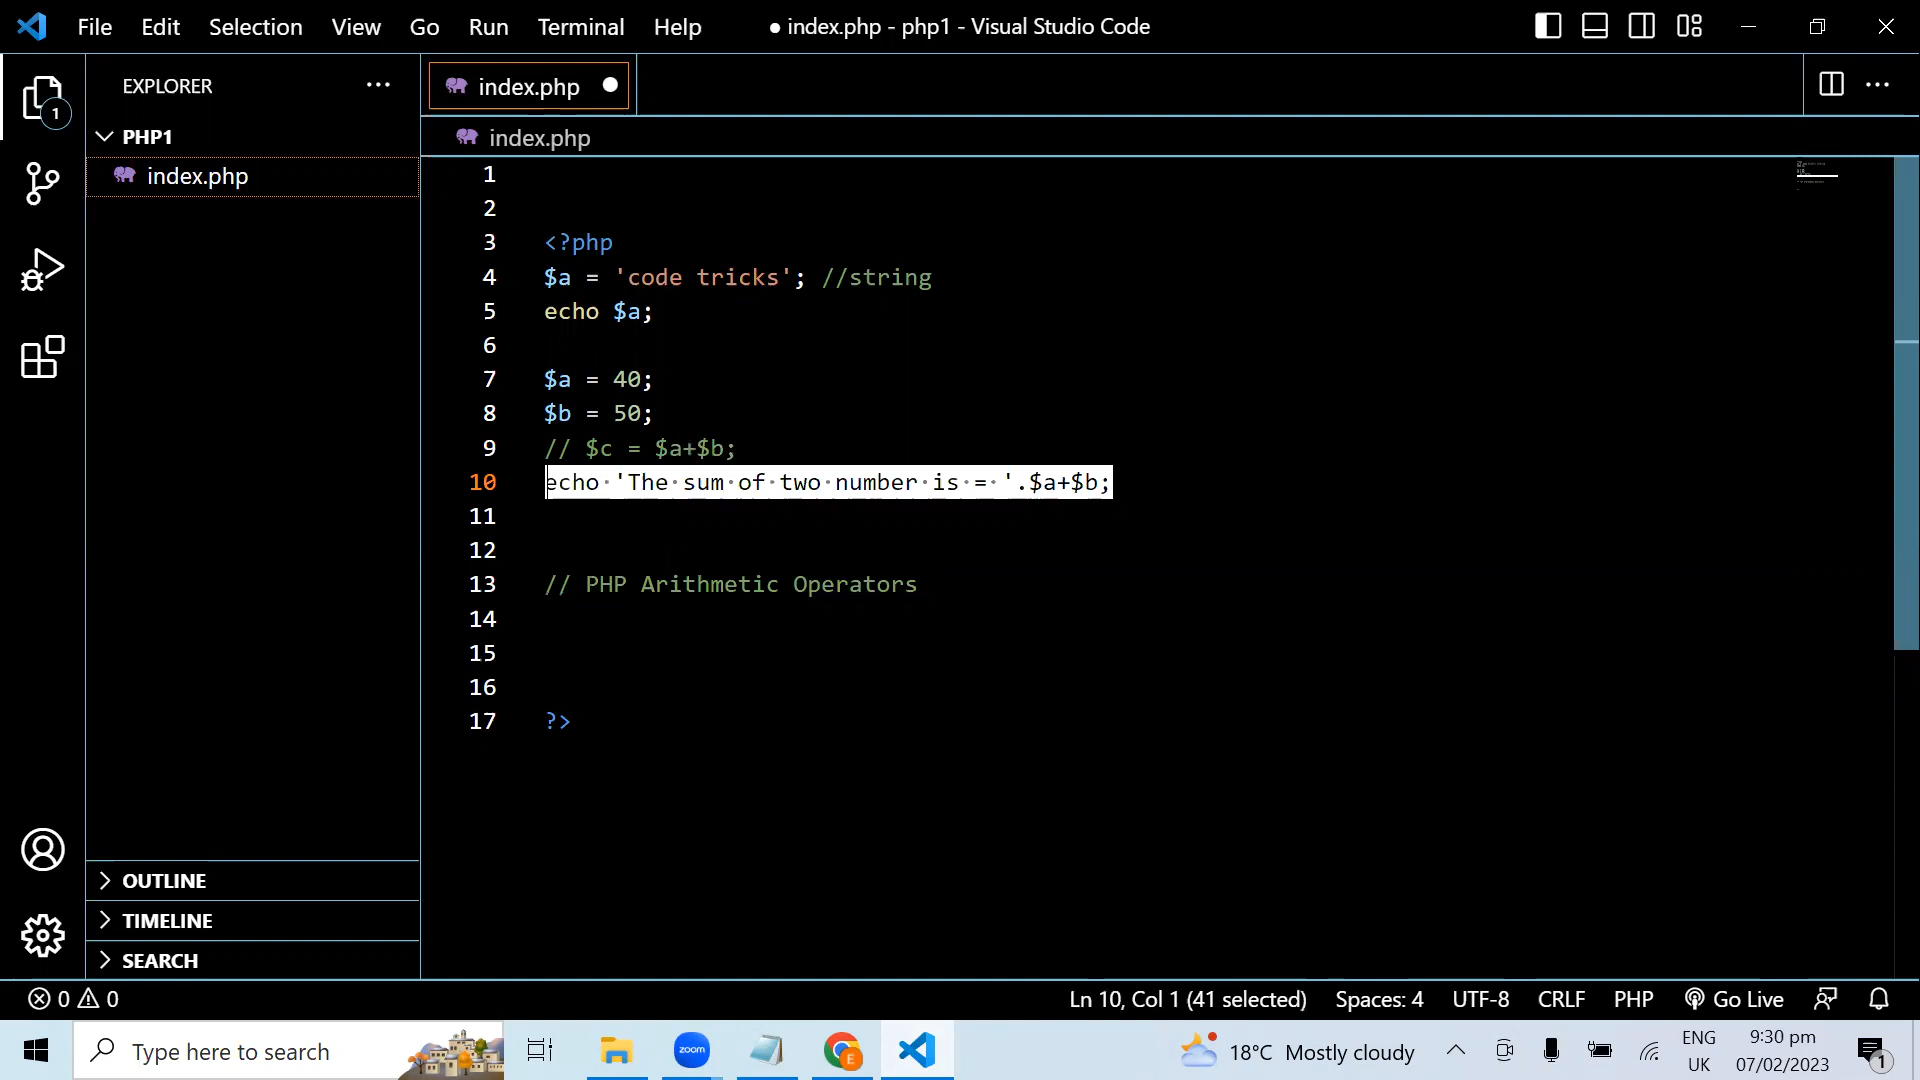 File Edit Selection View Go Run Terminal Help ● index.php - php1 - Visual Studio Code
EXPLORER ···
index.php ●
1
PHP1
index.php
index.php
1
2
3 <?php
4 $a = 'code tricks'; //string
5 echo $a;
6
7 $a = 40;
8 $b = 50;
9 // $c = $a+$b;
10 echo·'The·sum·of·two·number·is·=·'.$a+$b;
11
12
13 // PHP Arithmetic Operators
14
15
16
17 ?>
OUTLINE
TIMELINE
SEARCH
0 0 Ln 10, Col 1 (41 selected) Spaces: 4 UTF-8 CRLF PHP Go Live
Type here to search
zoom
E
18°C Mostly cloudy
ENG
UK
9:30 pm
07/02/2023
1